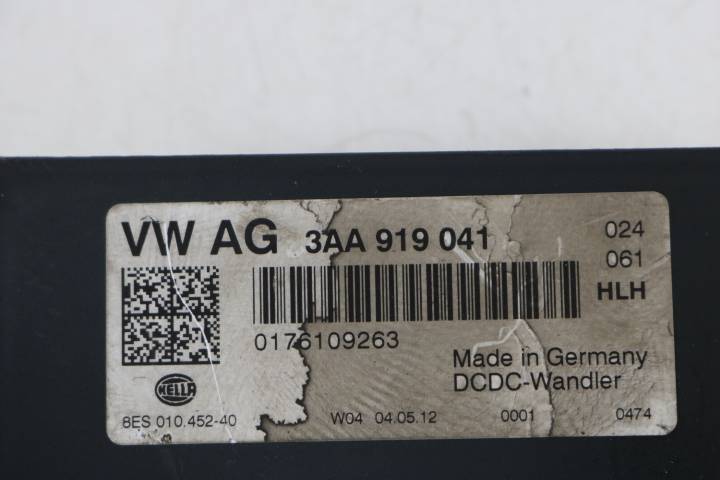 VW AG 3AA 919 041 024
061
HLH
0176109263
Made in Germany
DCDC-Wandler
HELLA
8ES 010.452-40 W04 04.05.12 0001 0474